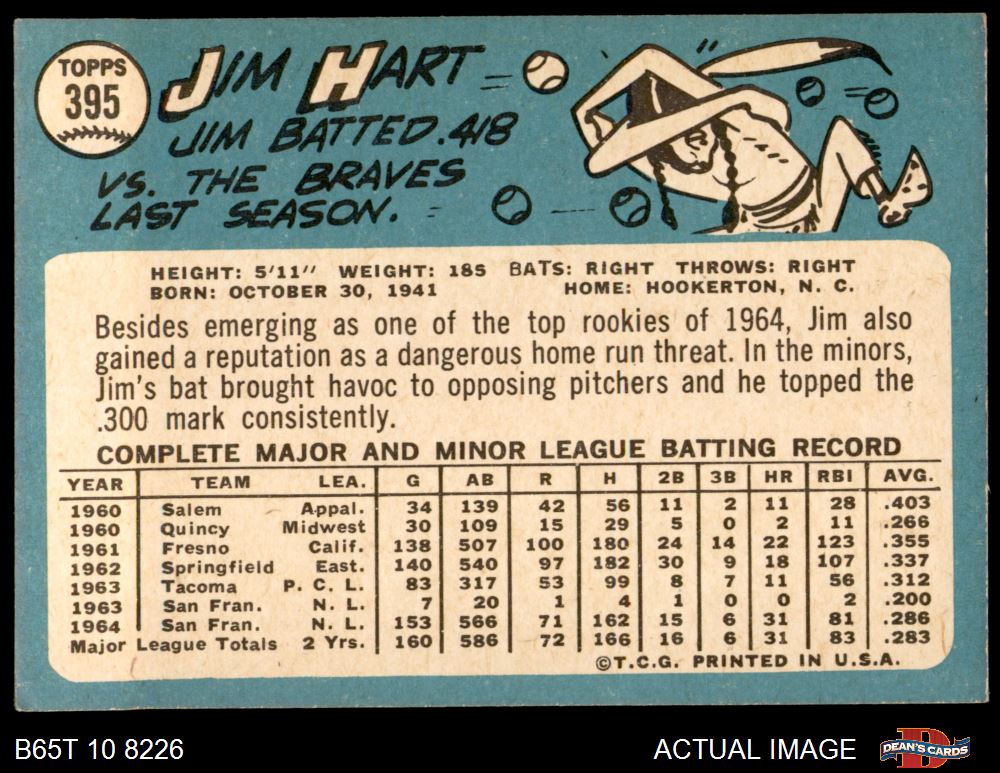 TOPPS
395
JIM HART
JIM BATTED .418
VS. THE BRAVES
LAST SEASON.
HEIGHT: 5'11" WEIGHT: 185 BATS: RIGHT THROWS: RIGHT
BORN: OCTOBER 30, 1941 HOME: HOOKERTON, N. C.
Besides emerging as one of the top rookies of 1964, Jim also
gained a reputation as a dangerous home run threat. In the minors,
Jim's bat brought havoc to opposing pitchers and he topped the
.300 mark consistently.
COMPLETE MAJOR AND MINOR LEAGUE BATTING RECORD
YEAR TEAM LEA. G AB R H 2B 3B HR RBI AVG.
1960 Salem Appal. 34 139 42 56 11 2 11 28 .403
1960 Quincy Midwest 30 109 15 29 5 0 2 11 .266
1961 Fresno Calif. 138 507 100 180 24 14 22 123 .355
1962 Springfield East. 140 540 97 182 30 9 18 107 .337
1963 Tacoma P. C. L. 83 317 53 99 8 7 11 56 .312
1963 San Fran. N. L. 7 20 1 4 1 0 0 2 .200
1964 San Fran. N. L. 153 566 71 162 15 6 31 81 .286
Major League Totals 2 Yrs. 160 586 72 166 16 6 31 83 .283
©T.C.G. PRINTED IN U.S.A.
B65T 10 8226 ACTUAL IMAGE DEAN'S CARDS